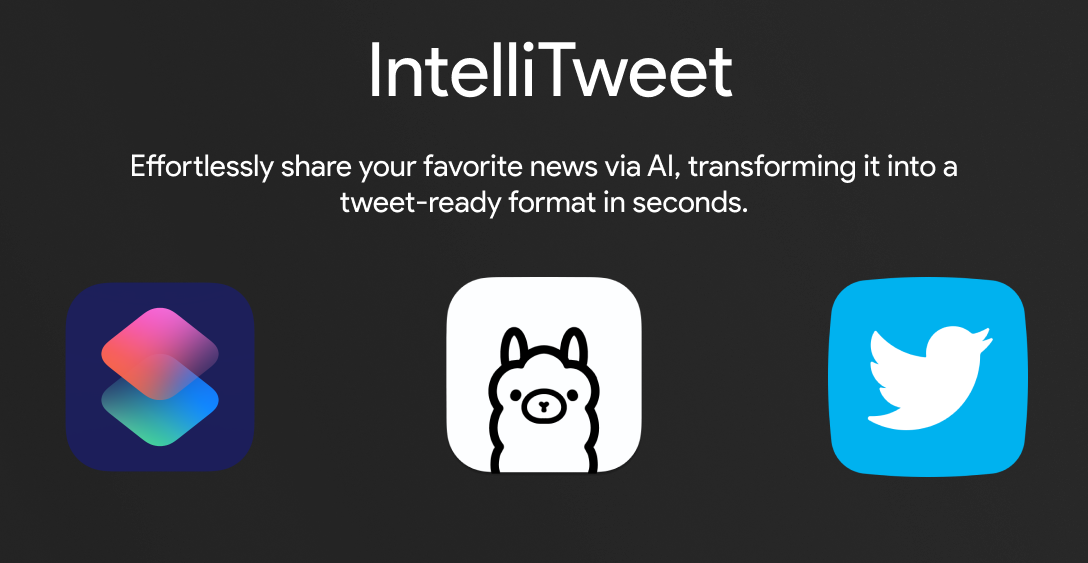 IntelliTweet
Effortlessly share your favorite news via AI, transforming it into a
tweet-ready format in seconds.